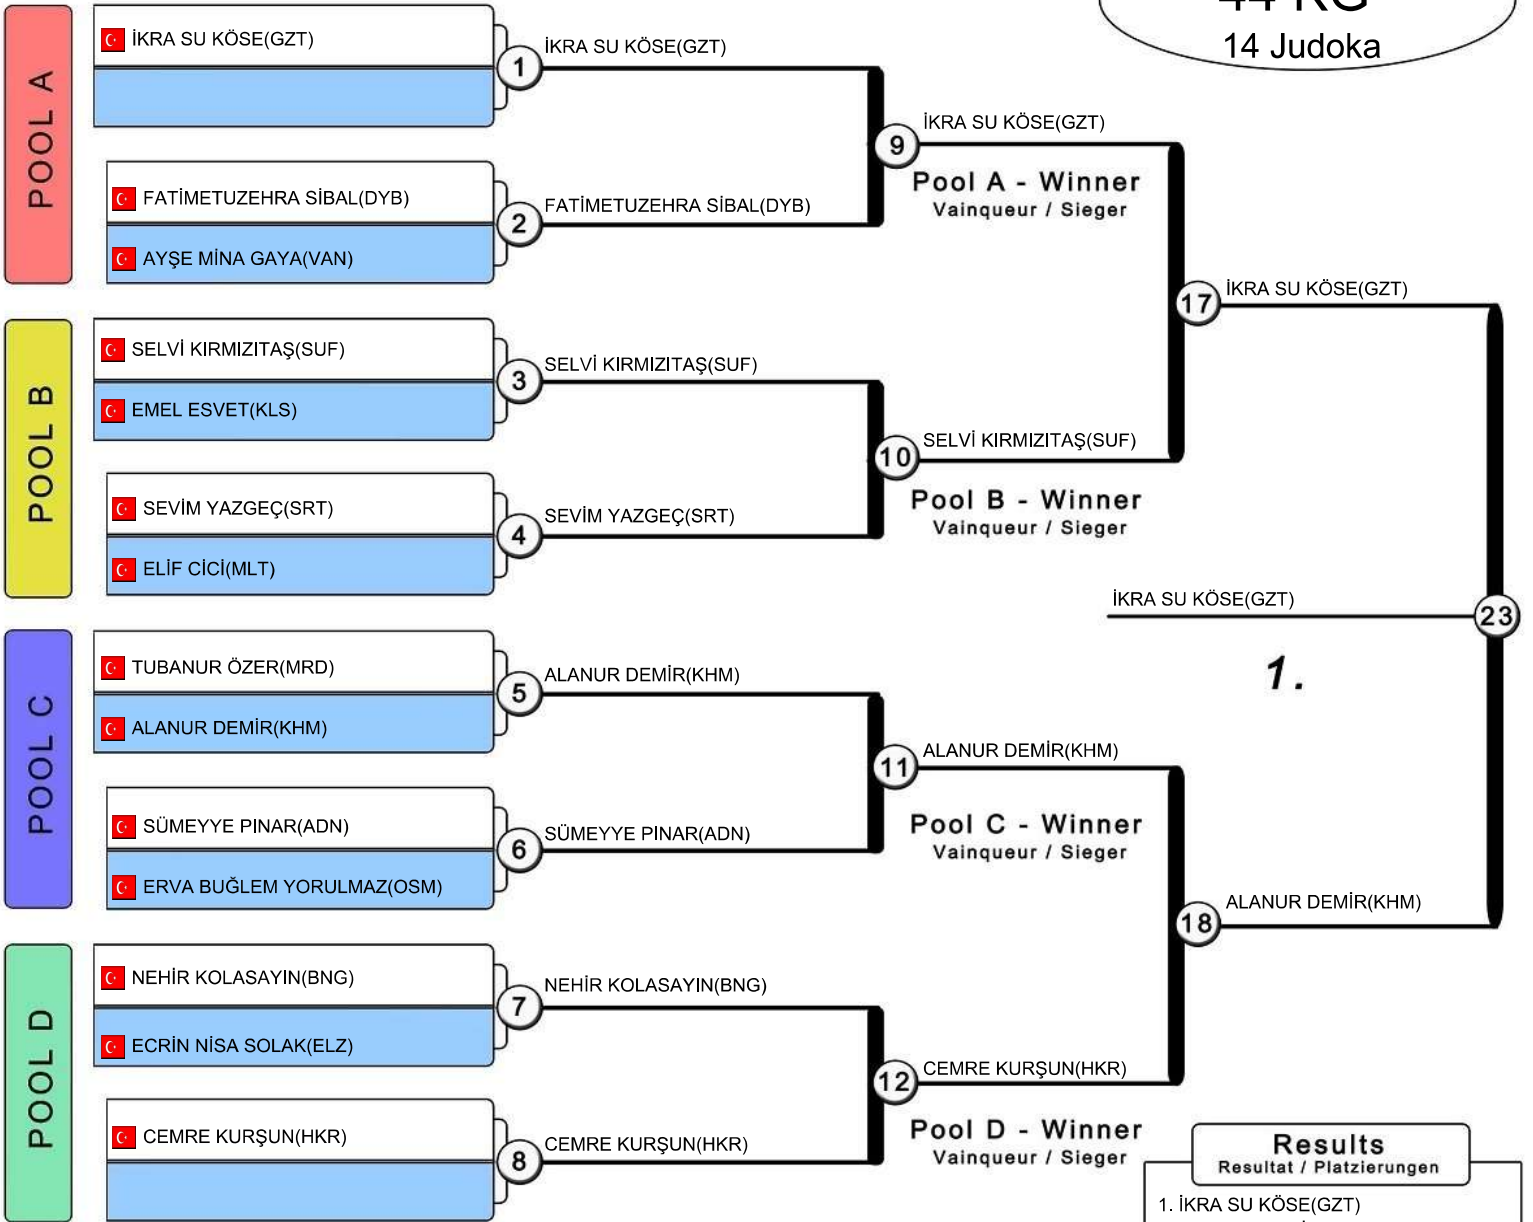 44 KG
14 Judoka
POOL A
İKRA SU KÖSE(GZT)
1
İKRA SU KÖSE(GZT)
FATİMETUZEHRA SİBAL(DYB)
AYŞE MİNA GAYA(VAN)
2
FATİMETUZEHRA SİBAL(DYB)
9
İKRA SU KÖSE(GZT)
Pool A - Winner
Vainqueur / Sieger
POOL B
SELVİ KIRMIZITAŞ(SUF)
EMEL ESVET(KLS)
3
SELVİ KIRMIZITAŞ(SUF)
SEVİM YAZGEÇ(SRT)
ELİF CİCİ(MLT)
4
SEVİM YAZGEÇ(SRT)
10
SELVİ KIRMIZITAŞ(SUF)
Pool B - Winner
Vainqueur / Sieger
17
İKRA SU KÖSE(GZT)
POOL C
TUBANUR ÖZER(MRD)
ALANUR DEMİR(KHM)
5
ALANUR DEMİR(KHM)
SÜMEYYE PINAR(ADN)
ERVA BUĞLEM YORULMAZ(OSM)
6
SÜMEYYE PINAR(ADN)
11
ALANUR DEMİR(KHM)
Pool C - Winner
Vainqueur / Sieger
POOL D
NEHİR KOLASAYIN(BNG)
ECRİN NİSA SOLAK(ELZ)
7
NEHİR KOLASAYIN(BNG)
CEMRE KURŞUN(HKR)
8
CEMRE KURŞUN(HKR)
12
CEMRE KURŞUN(HKR)
Pool D - Winner
Vainqueur / Sieger
18
ALANUR DEMİR(KHM)
İKRA SU KÖSE(GZT)
23
1.
Results
Resultat / Platzierungen
1. İKRA SU KÖSE(GZT)